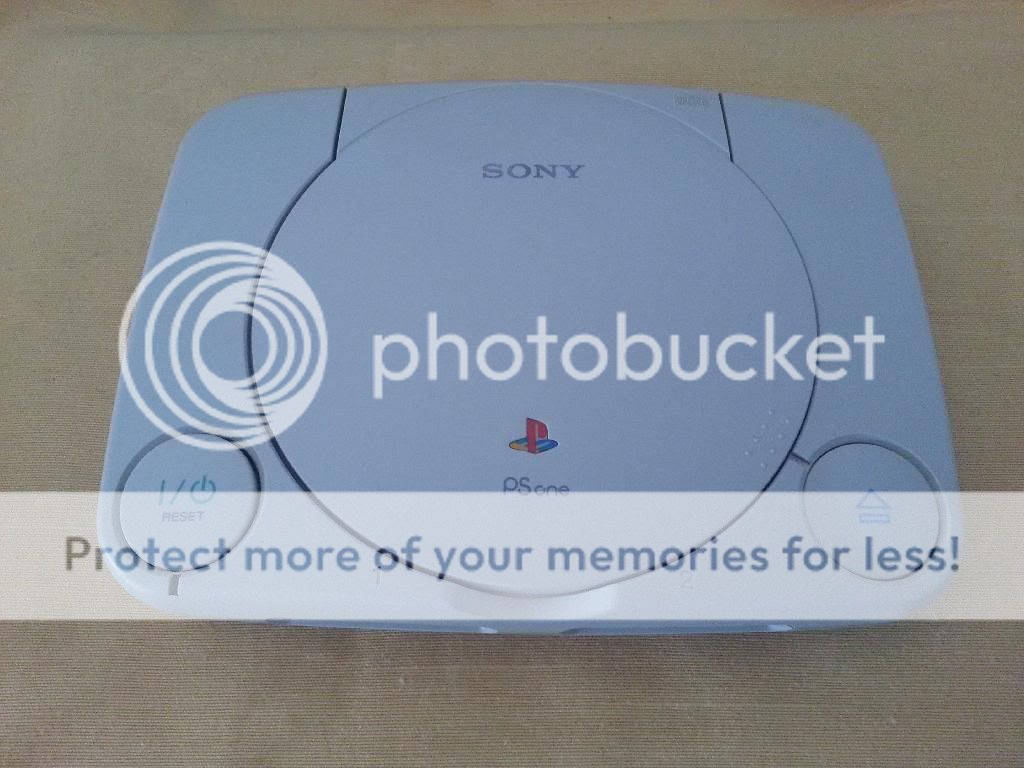 SONY
photobucket
PS one
I/⏻
RESET
Protect more of your memories for less!
1
2